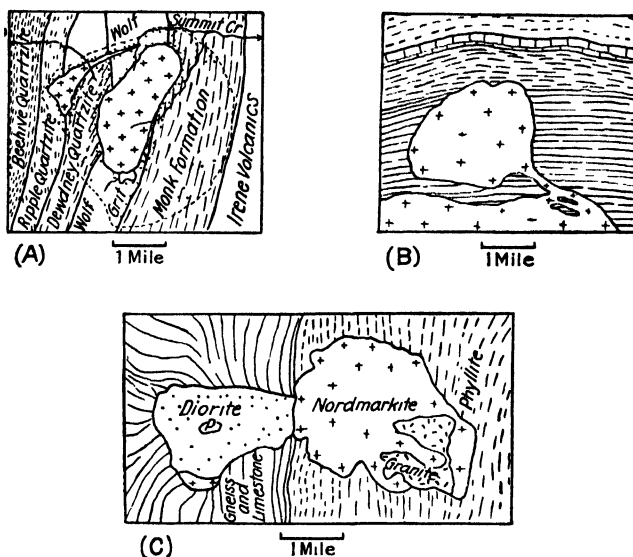 Wolf
Summit Cr
Beehive Quartzite
Ripple Quartzite
Dewdney Quartzite
Wolf
Grit
Monk Formation
Irene Volcanics
(A)
1 Mile
(B)
1 Mile
Diorite
P
Nordmarkite
Granite
Phyllite
Gneiss
and
Limestone
(C)
1 Mile